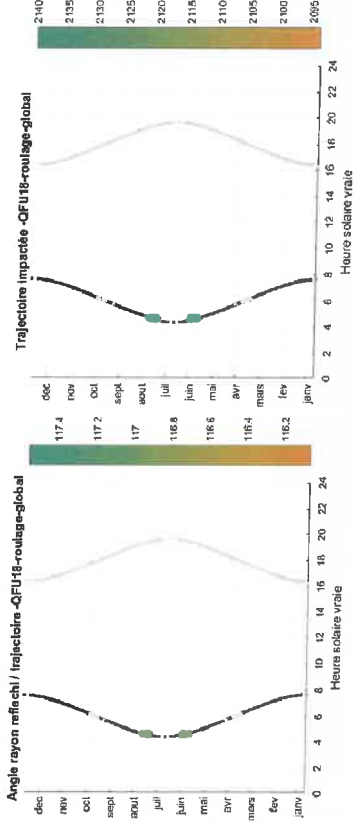 Angle rayon reflechi / trajectoire -QFU18-roulage-global
dec
nov
oct
sept
aout
juil
juin
mai
avr
mars
fev
janv
0 2 4 6 8 10 12 14 16 18 20 22 24
Heure solaire vraie
117.4
117.2
117
116.8
116.6
116.4
116.2
Trajectoire impactée -QFU18-roulage-global
dec
nov
oct
sept
aout
juil
juin
mai
avr
mars
fev
janv
0 2 4 6 8 10 12 14 16 18 20 22 24
Heure solaire vraie
2140
2135
2130
2125
2120
2115
2110
2105
2100
2095